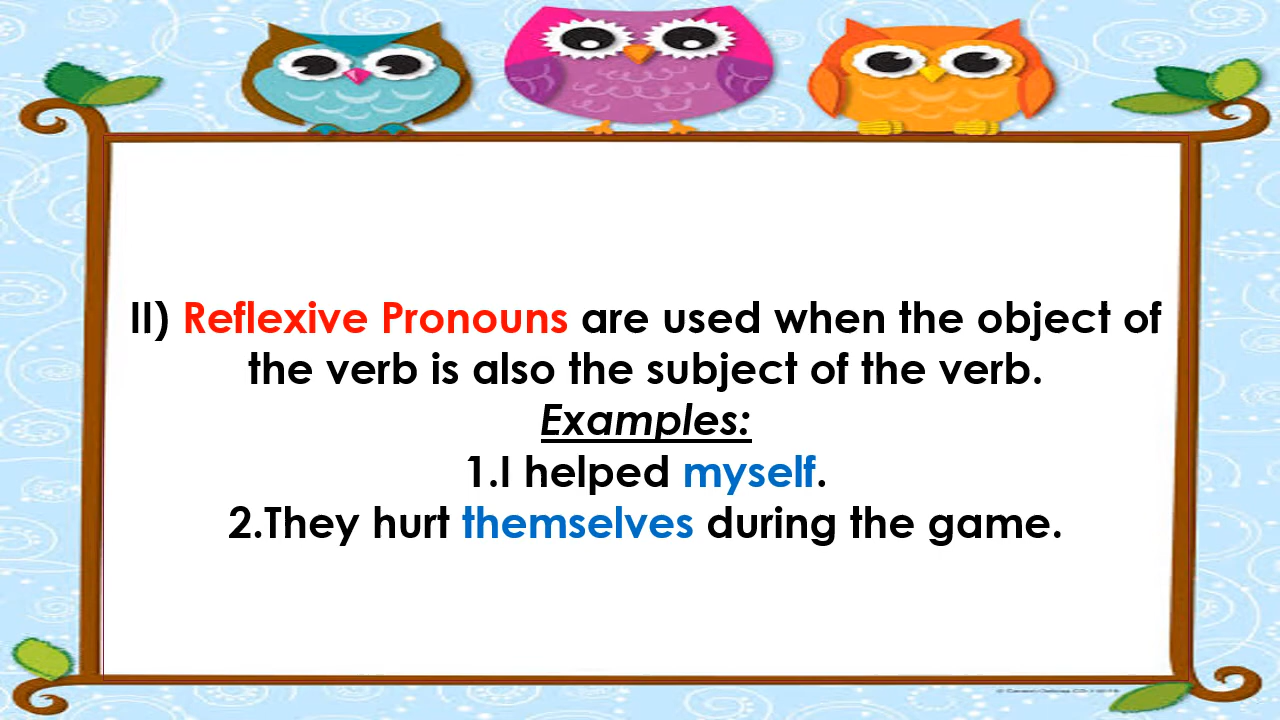 II) Reflexive Pronouns are used when the object of
the verb is also the subject of the verb.
Examples:
1.I helped myself.
2.They hurt themselves during the game.